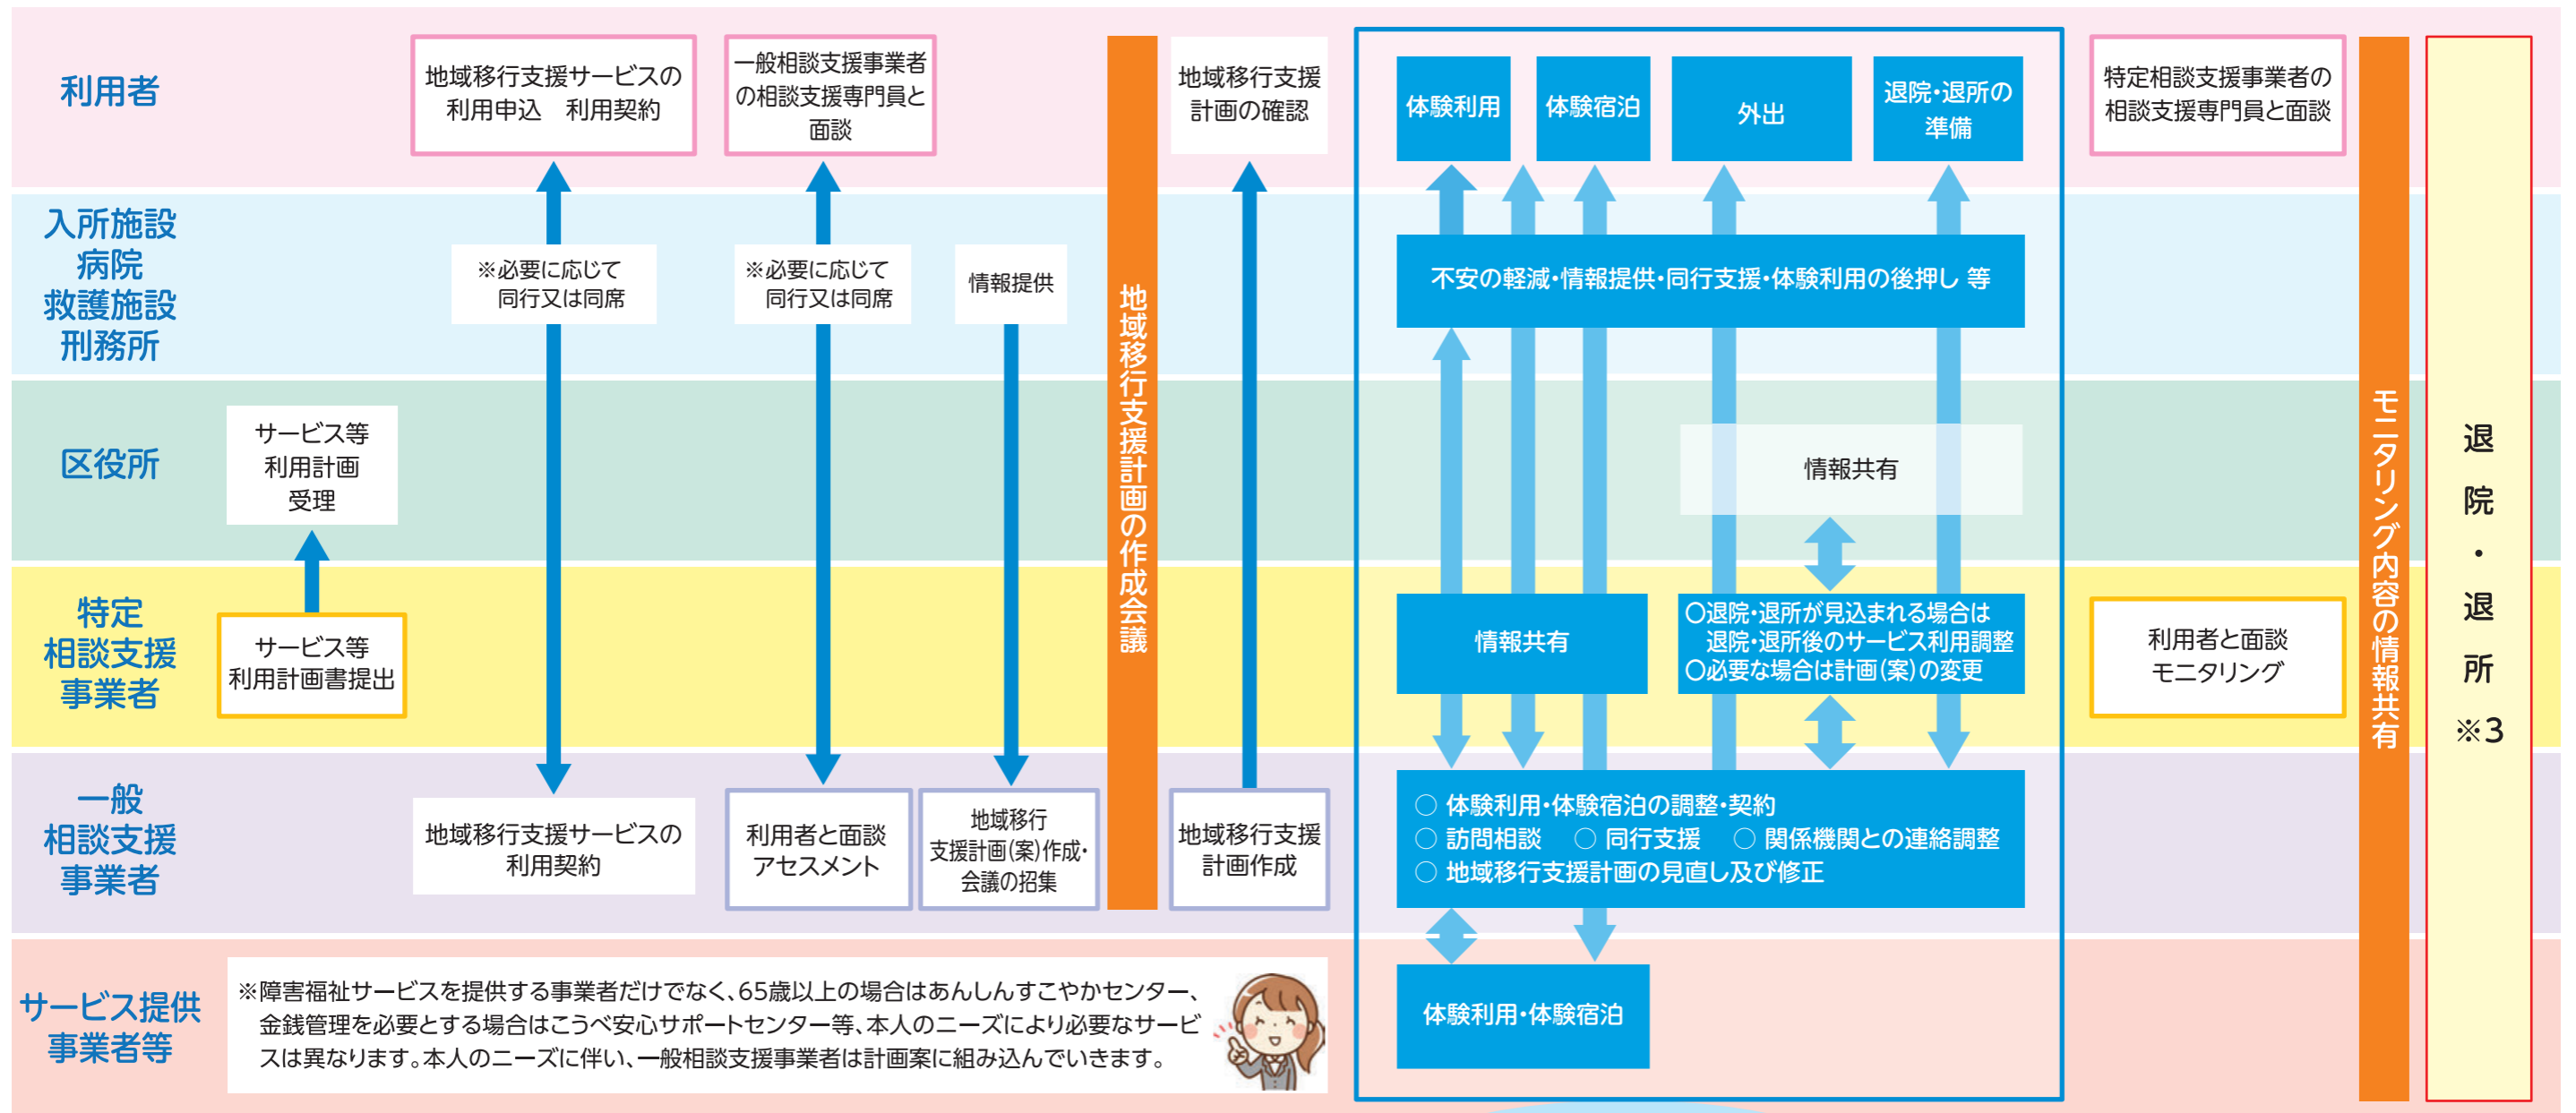 利用者
地域移行支援サービスの
利用申込　利用契約
一般相談支援事業者
の相談支援専門員と
面談
地域移行支援
計画の確認
体験利用
体験宿泊
外出
退院・退所の
準備
特定相談支援事業者の
相談支援専門員と面談
入所施設
病院
救護施設
刑務所
※必要に応じて
同行又は同席
※必要に応じて
同行又は同席
情報提供
不安の軽減・情報提供・同行支援・体験利用の後押し 等
区役所
サービス等
利用計画
受理
情報共有
特定
相談支援
事業者
サービス等
利用計画書提出
情報共有
〇退院・退所が見込まれる場合は
退院・退所後のサービス利用調整
〇必要な場合は計画(案)の変更
利用者と面談
モニタリング
一般
相談支援
事業者
地域移行支援サービスの
利用契約
利用者と面談
アセスメント
地域移行
支援計画(案)作成・
会議の招集
地域移行支援計画の作成会議
地域移行支援
計画作成
〇 体験利用・体験宿泊の調整・契約
〇 訪問相談　〇 同行支援　〇 関係機関との連絡調整
〇 地域移行支援計画の見直し及び修正
モニタリング内容の情報共有
退院・退所 ※3
サービス提供
事業者等
※障害福祉サービスを提供する事業者だけでなく、65歳以上の場合はあんしんすこやかセンター、
金銭管理を必要とする場合はこうべ安心サポートセンター等、本人のニーズにより必要なサービ
スは異なります。本人のニーズに伴い、一般相談支援事業者は計画案に組み込んでいきます。
体験利用・体験宿泊